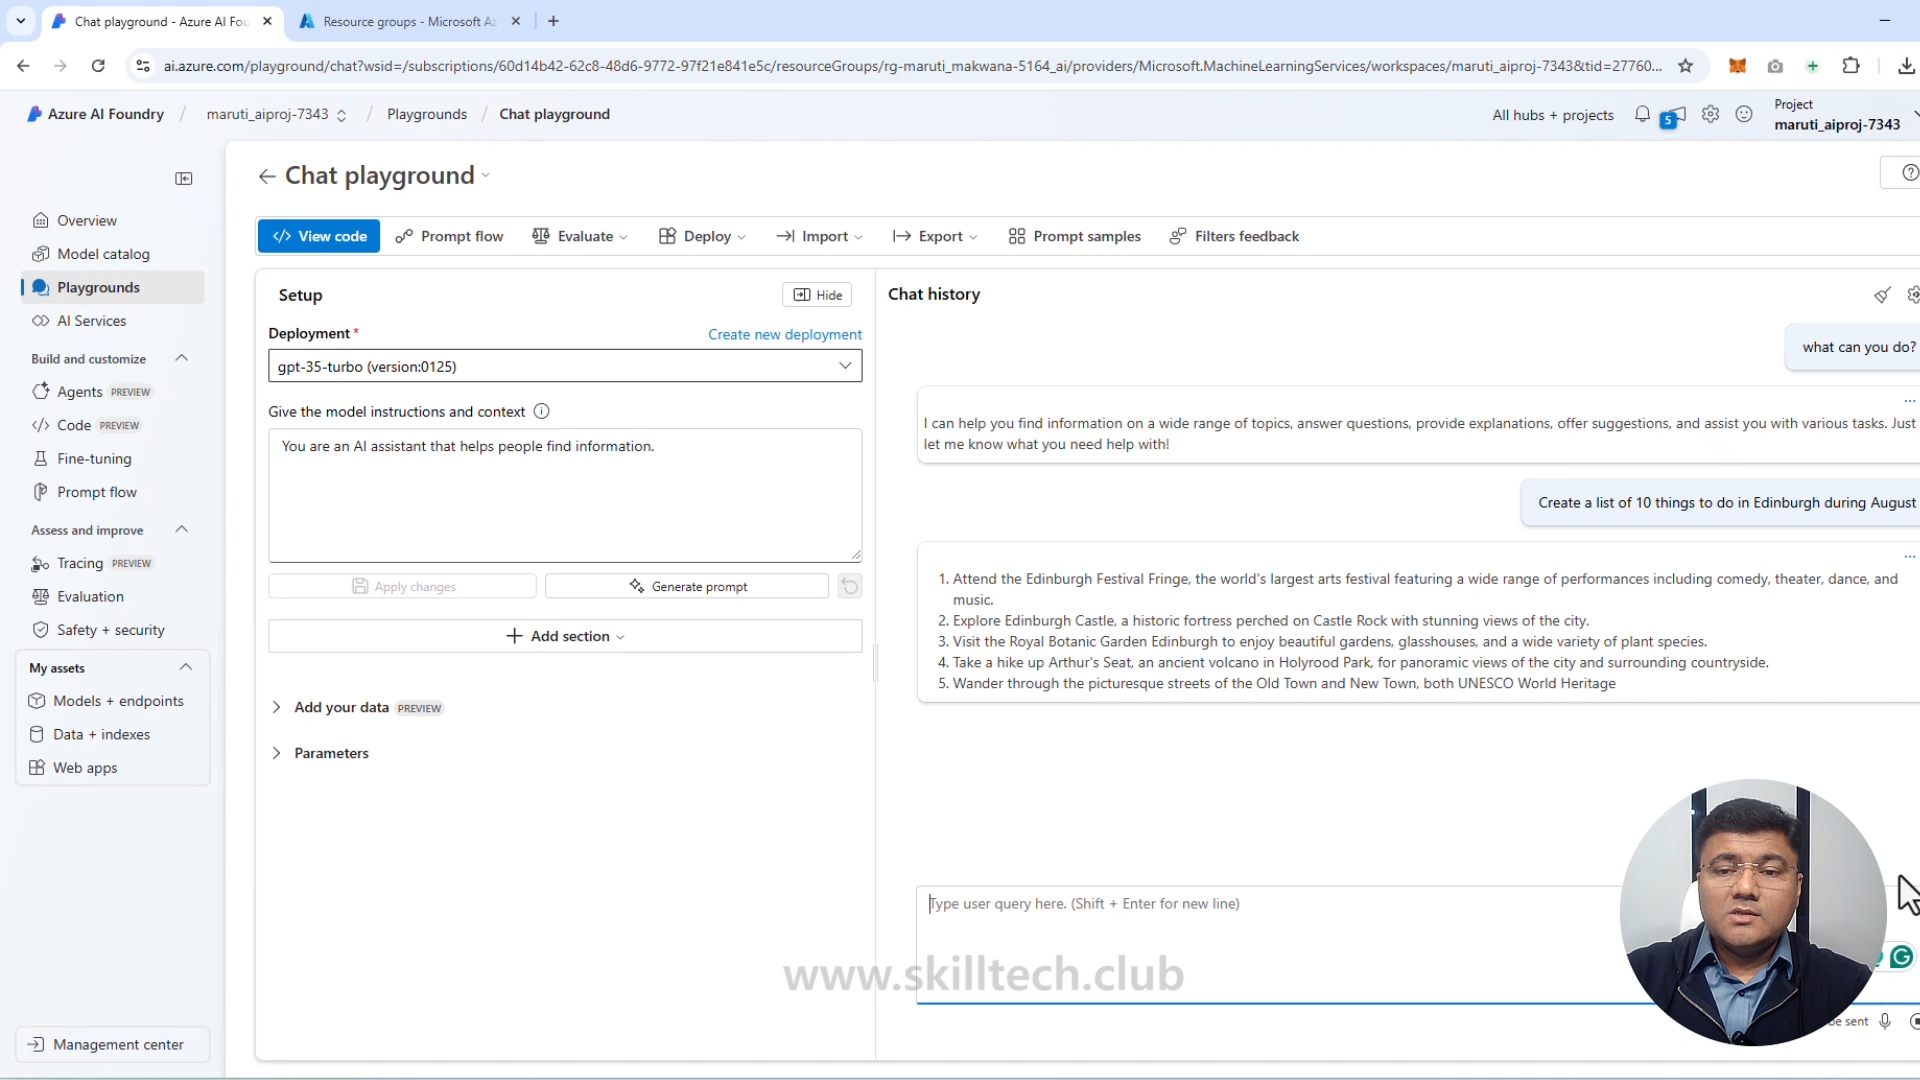 Chat playground - Azure AI Fou
Resource groups - Microsoft Az
ai.azure.com/playground/chat?wsid=/subscriptions/60d14b42-62c8-48d6-9772-97f21e841e5c/resourceGroups/rg-maruti_makwana-5164_ai/providers/Microsoft.MachineLearningServices/workspaces/maruti_aiproj-7343&tid=27760...
Azure AI Foundry / maruti_aiproj-7343 / Playgrounds / Chat playground
All hubs + projects
5
Project
maruti_aiproj-7343
Overview
Model catalog
Playgrounds
AI Services
Build and customize
Agents PREVIEW
Code PREVIEW
Fine-tuning
Prompt flow
Assess and improve
Tracing PREVIEW
Evaluation
Safety + security
My assets
Models + endpoints
Data + indexes
Web apps
Management center
Chat playground
View code
Prompt flow
Evaluate
Deploy
Import
Export
Prompt samples
Filters feedback
Setup
Hide
Deployment *
Create new deployment
gpt-35-turbo (version:0125)
Give the model instructions and context
You are an AI assistant that helps people find information.
Apply changes
Generate prompt
Add section
Add your data PREVIEW
Parameters
Chat history
what can you do?
I can help you find information on a wide range of topics, answer questions, provide explanations, offer suggestions, and assist you with various tasks. Just
let me know what you need help with!
Create a list of 10 things to do in Edinburgh during August
1. Attend the Edinburgh Festival Fringe, the world's largest arts festival featuring a wide range of performances including comedy, theater, dance, and
music.
2. Explore Edinburgh Castle, a historic fortress perched on Castle Rock with stunning views of the city.
3. Visit the Royal Botanic Garden Edinburgh to enjoy beautiful gardens, glasshouses, and a wide variety of plant species.
4. Take a hike up Arthur's Seat, an ancient volcano in Holyrood Park, for panoramic views of the city and surrounding countryside.
5. Wander through the picturesque streets of the Old Town and New Town, both UNESCO World Heritage
Type user query here. (Shift + Enter for new line)
www.skilltech.club
be sent